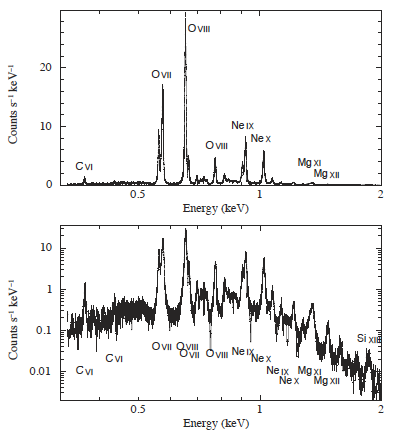 O VIII
20
O VII
Counts s⁻¹ keV⁻¹
Ne IX
10
Ne X
O VIII
C VI
Mg XI
Mg XII
0
0.5 1 2
Energy (keV)
10
Counts s⁻¹ keV⁻¹
1
0.1
Si XIII
O VII O VIII
O VII O VIII Ne IX
C VI Ne X
0.01
C VI Ne IX Mg XI
Ne X Mg XII
0.5 1 2
Energy (keV)